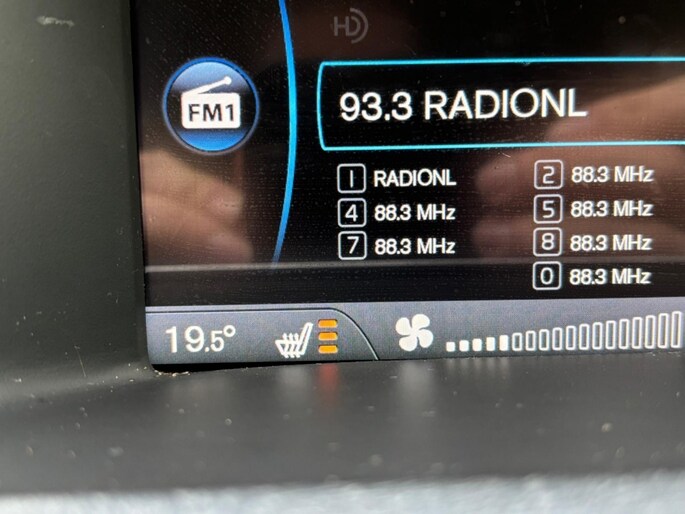 HD
FM1
93.3 RADIONL
1 RADIONL 2 88.3 MHz
4 88.3 MHz 5 88.3 MHz
7 88.3 MHz 8 88.3 MHz
0 88.3 MHz
19.5°